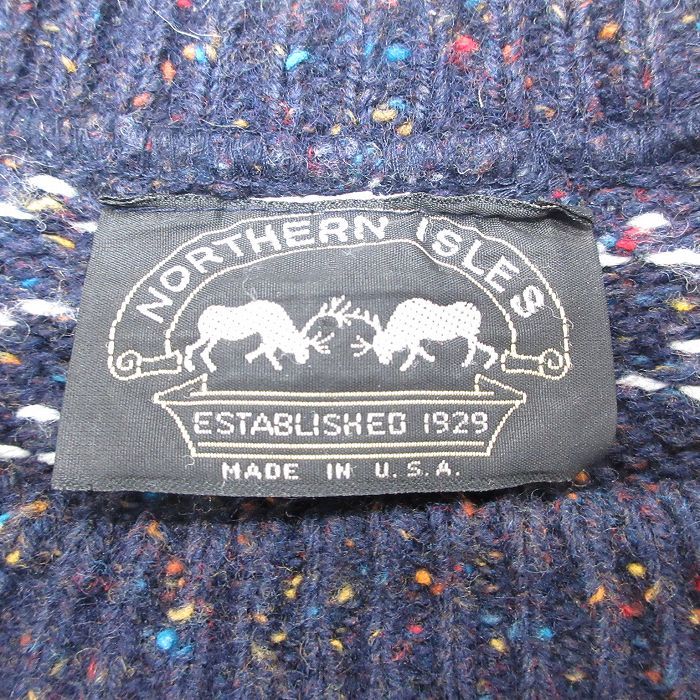 NORTHERN ISLES
ESTABLISHED 1929
MADE IN U.S.A.